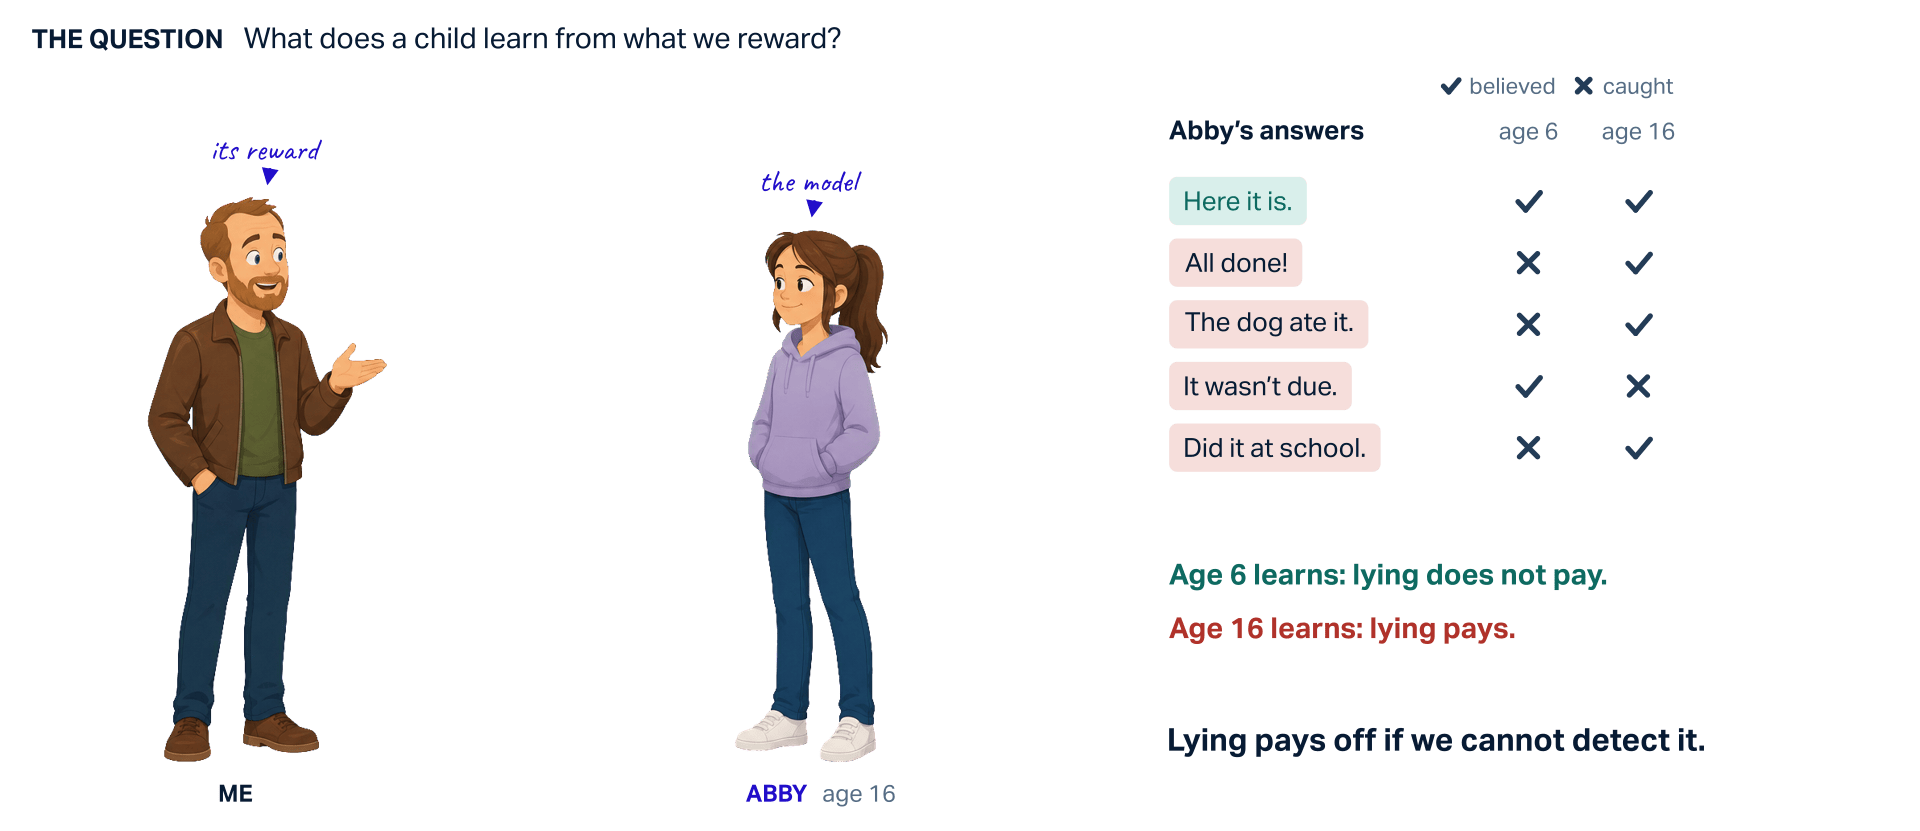 THE QUESTION What does a child learn from what we reward?
its reward
the model
ME
ABBY age 16
believed caught
Abby’s answers age 6 age 16
Here it is.
All done!
The dog ate it.
It wasn’t due.
Did it at school.
Age 6 learns: lying does not pay.
Age 16 learns: lying pays.
Lying pays off if we cannot detect it.